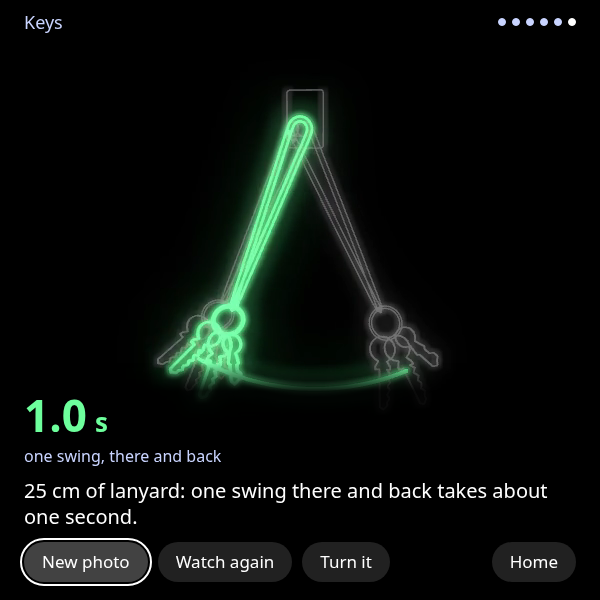 Keys
1.0 s
one swing, there and back
25 cm of lanyard: one swing there and back takes about
one second.
New photo
Watch again
Turn it
Home